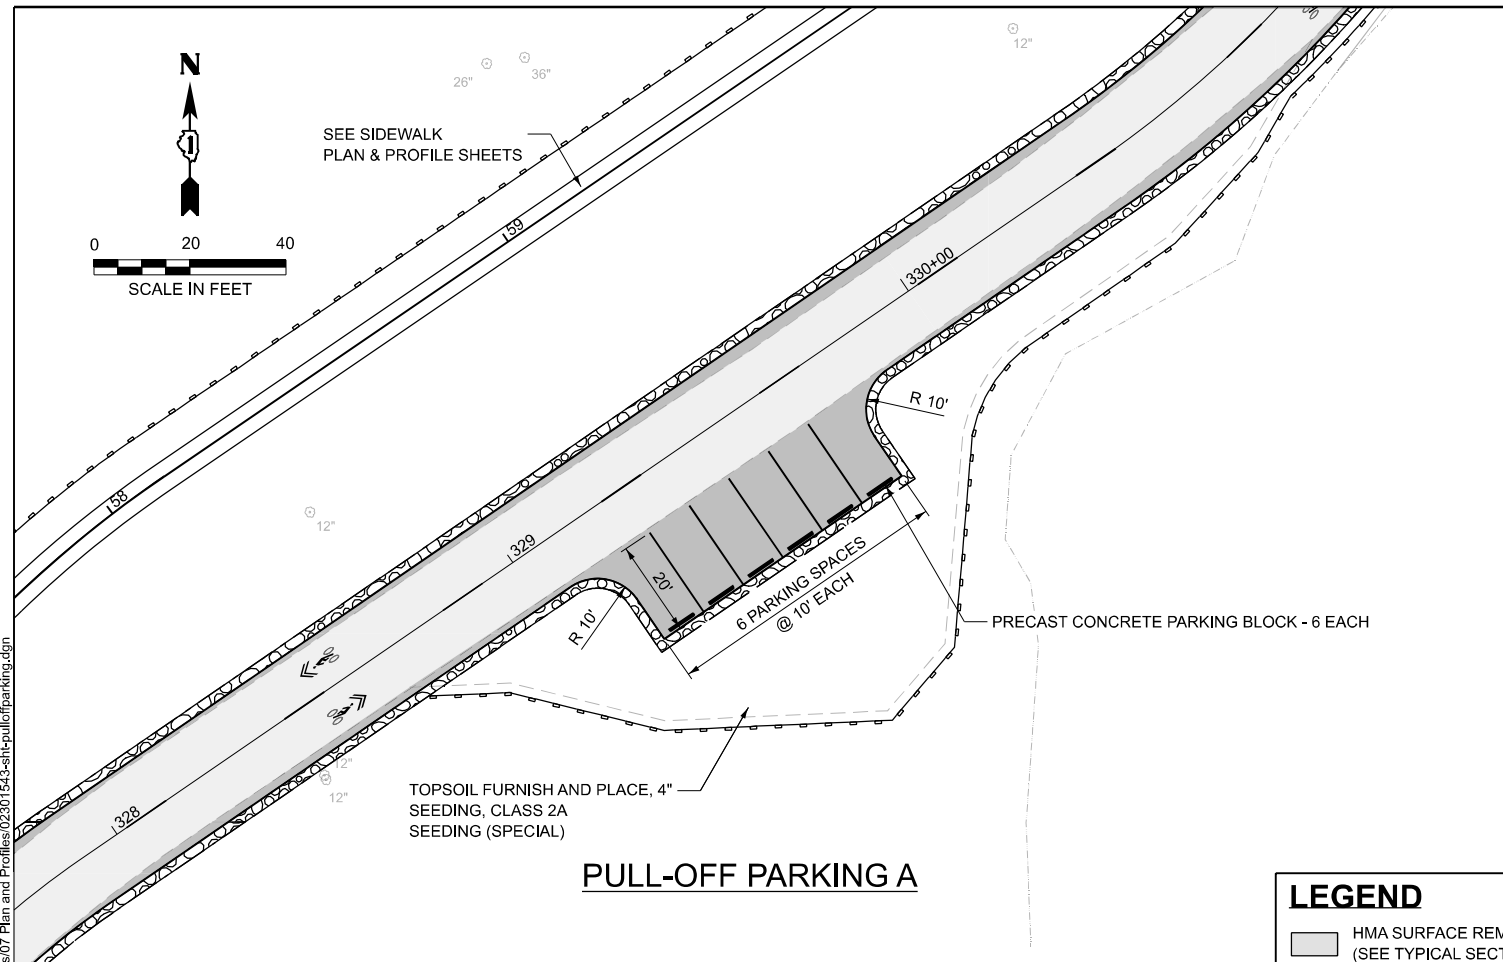 12"
26"
36"
N
1
SEE SIDEWALK
PLAN & PROFILE SHEETS
59
0 20 40
SCALE IN FEET
330+00
R 10'
58
12"
329
20'
6 PARKING SPACES
@ 10' EACH
R 10'
PRECAST CONCRETE PARKING BLOCK - 6 EACH
12"
12"
328
TOPSOIL FURNISH AND PLACE, 4"
SEEDING, CLASS 2A
SEEDING (SPECIAL)
PULL-OFF PARKING A
LEGEND
HMA SURFACE REM
(SEE TYPICAL SECT
s/07 Plan and Profiles/02301543-sht-pulloffparking.dgn